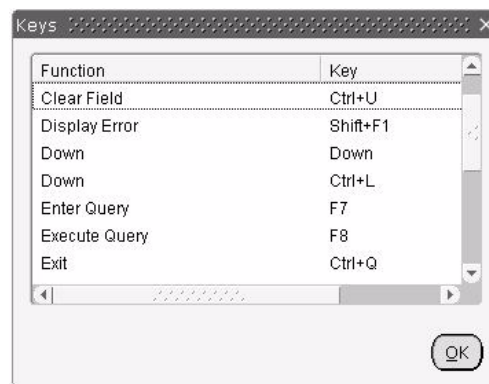 Keys
Function Key
Clear Field Ctrl+U
Display Error Shift+F1
Down Down
Down Ctrl+L
Enter Query F7
Execute Query F8
Exit Ctrl+Q
OK